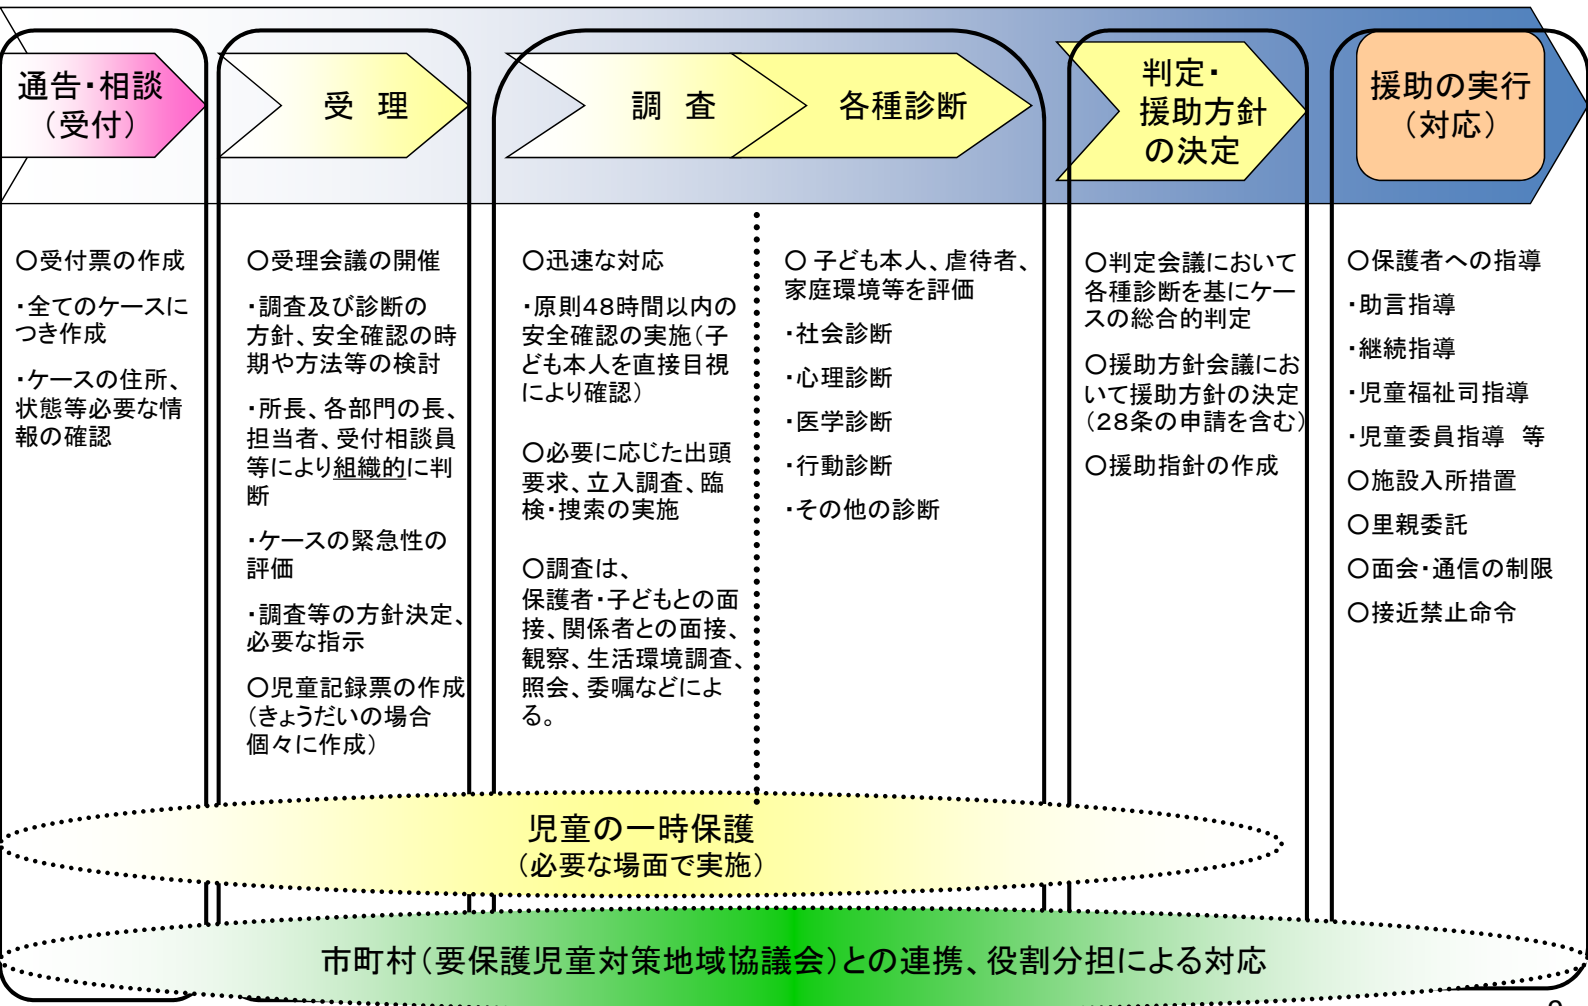 通告・相談
（受付）
受 理
調 査
各種診断
判定・
援助方針
の決定
援助の実行
（対応）
○受付票の作成
・全てのケースに
つき作成
・ケースの住所、
状態等必要な情
報の確認
○受理会議の開催
・調査及び診断の
方針、安全確認の時
期や方法等の検討
・所長、各部門の長、
担当者、受付相談員
等により組織的に判
断
・ケースの緊急性の
評価
・調査等の方針決定、
必要な指示
○児童記録票の作成
（きょうだいの場合
個々に作成）
○迅速な対応
・原則４８時間以内の
安全確認の実施（子
ども本人を直接目視
により確認）
○必要に応じた出頭
要求、立入調査、臨
検・捜索の実施
○調査は、
保護者・子どもとの面
接、関係者との面接、
観察、生活環境調査、
照会、委嘱などによ
る。
○ 子ども本人、虐待者、
家庭環境等を評価
・社会診断
・心理診断
・医学診断
・行動診断
・その他の診断
○判定会議において
各種診断を基にケー
スの総合的判定
○援助方針会議にお
いて援助方針の決定
（２８条の申請を含む）
○援助指針の作成
○保護者への指導
・助言指導
・継続指導
・児童福祉司指導
・児童委員指導　等
○施設入所措置
○里親委託
○面会・通信の制限
○接近禁止命令
児童の一時保護
（必要な場面で実施）
市町村（要保護児童対策地域協議会）との連携、役割分担による対応